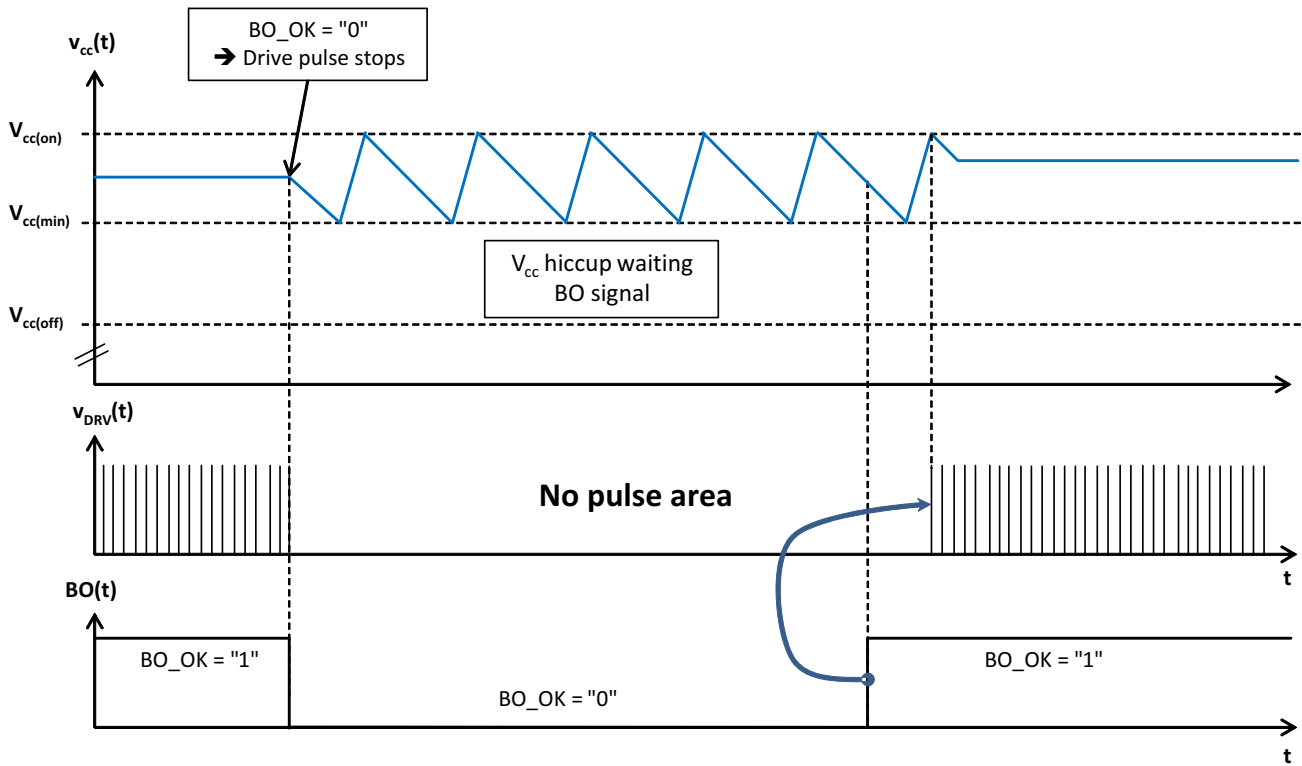 BO_OK = "0"
➔ Drive pulse stops
vcc(t)
Vcc(on)
Vcc(min)
Vcc hiccup waiting
BO signal
Vcc(off)
vDRV(t)
No pulse area
t
BO(t)
BO_OK = "1"
BO_OK = "1"
BO_OK = "0"
t